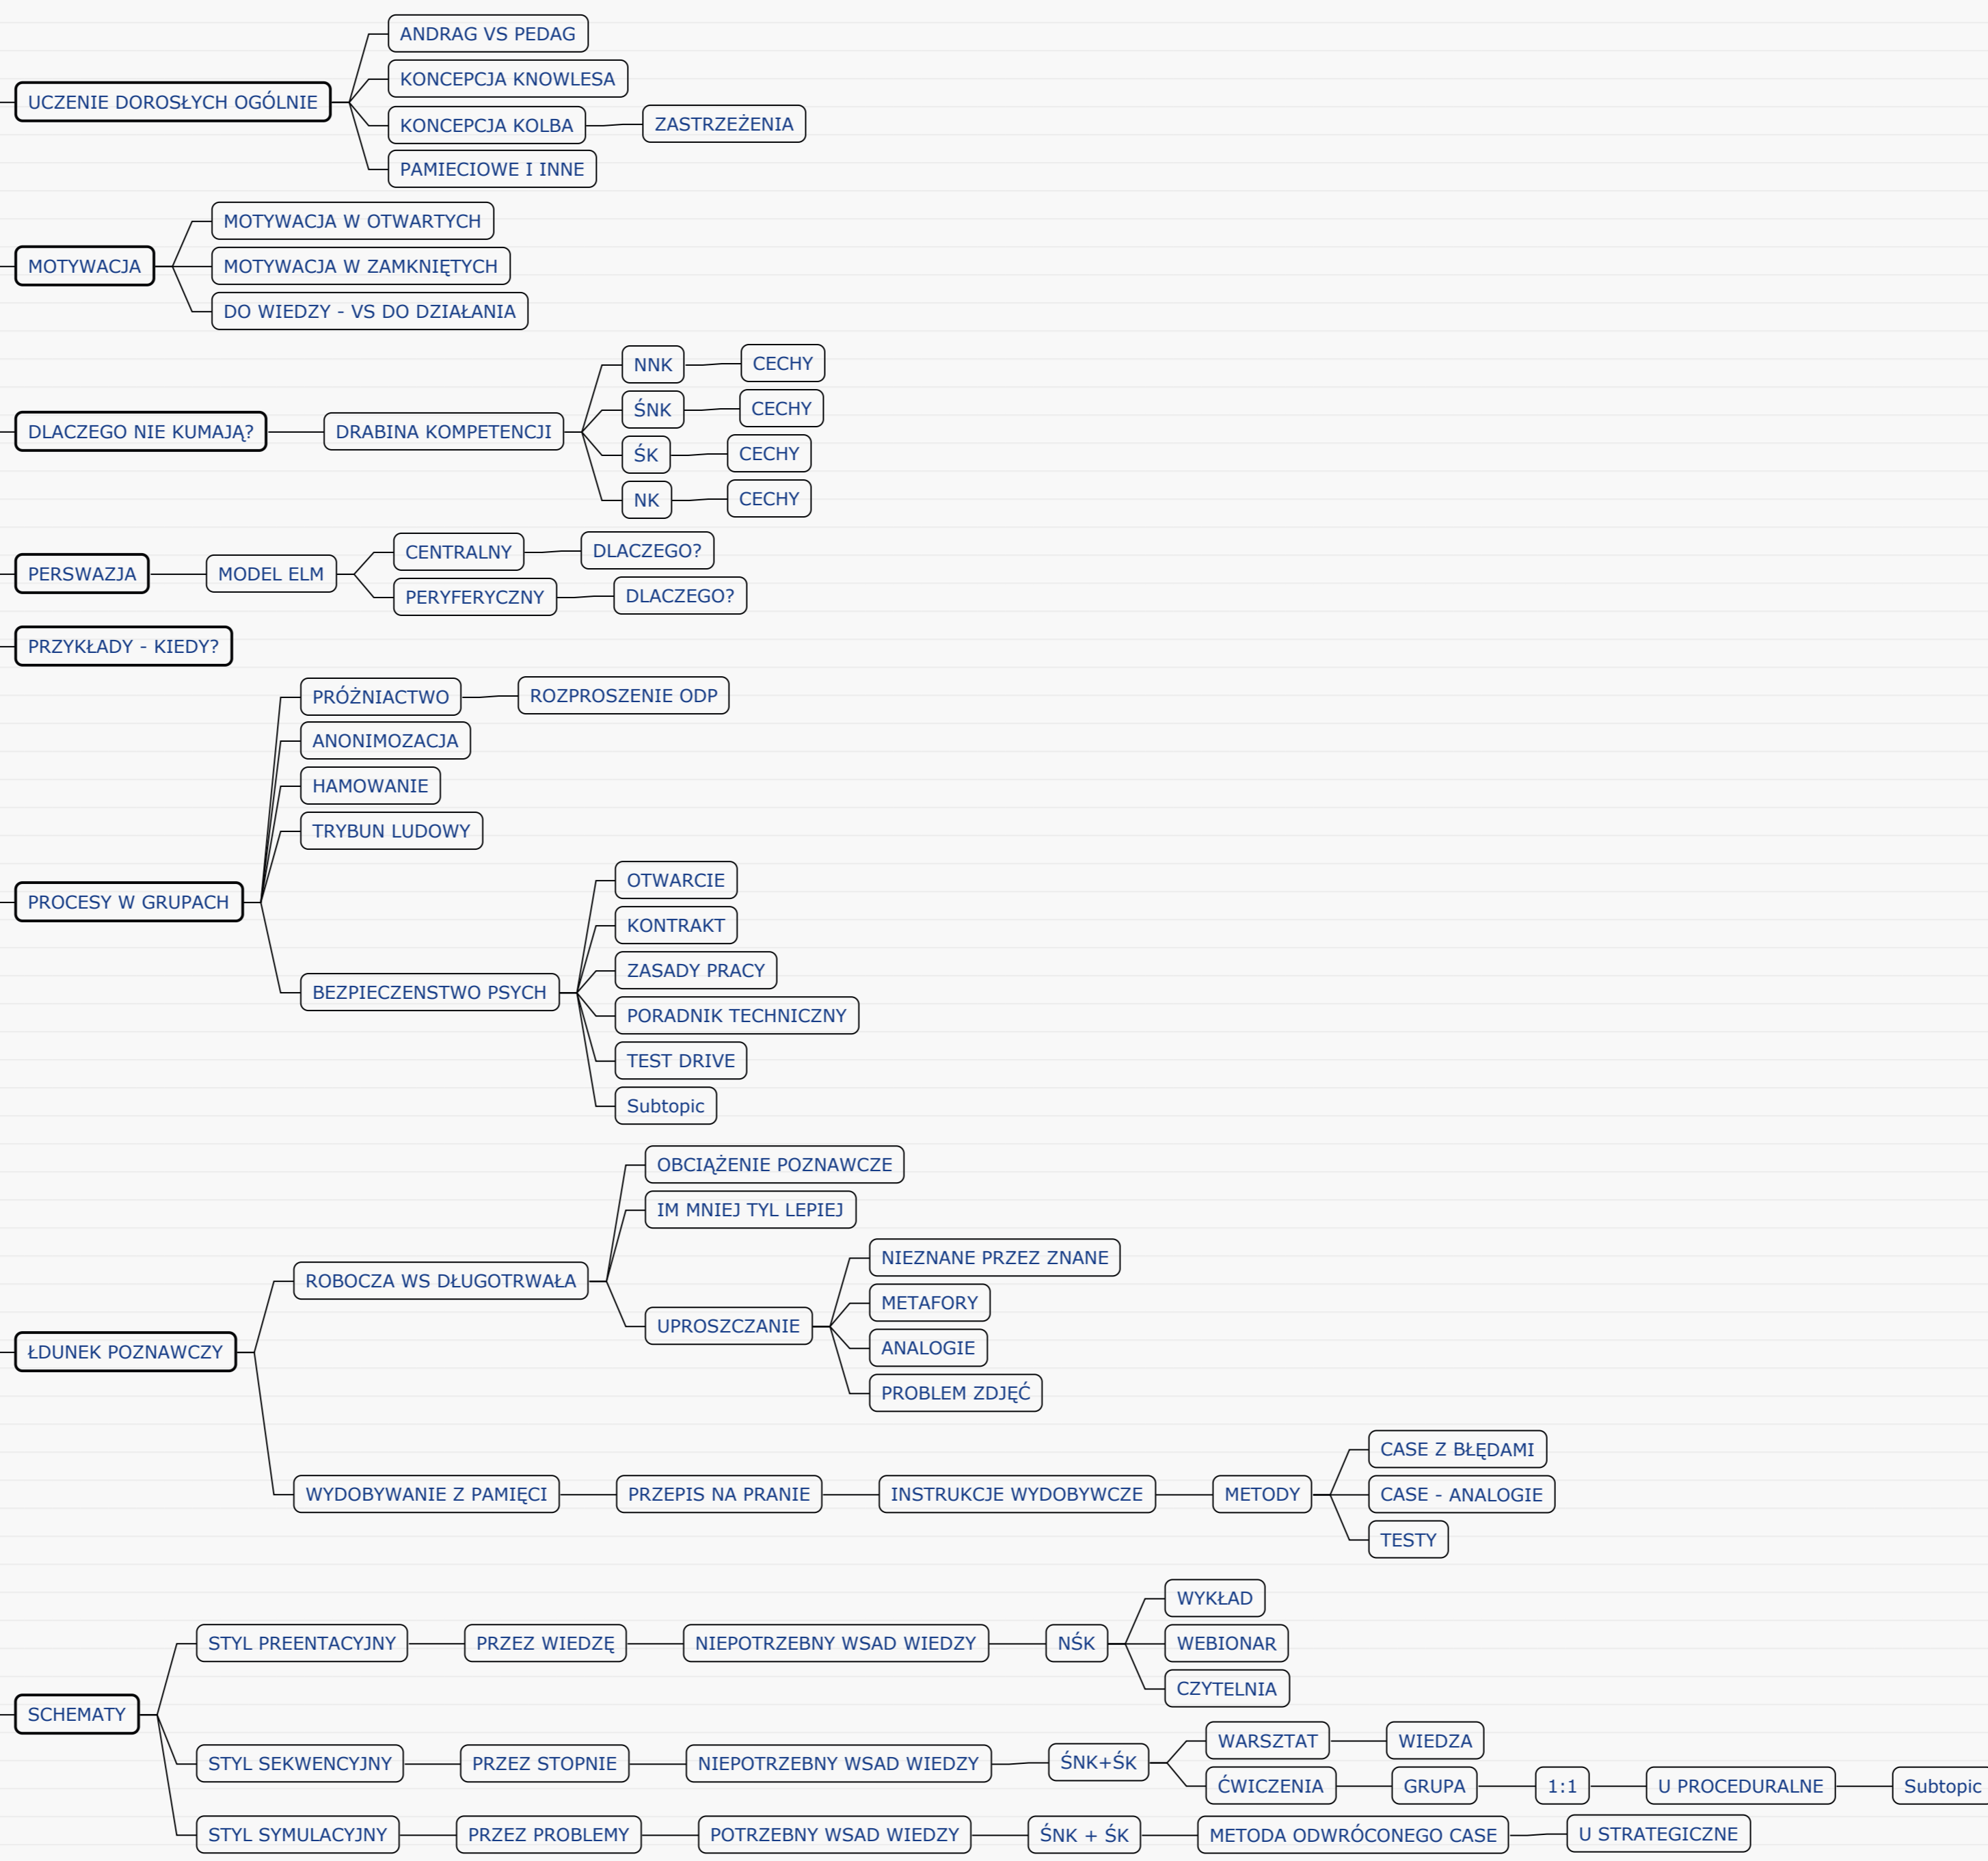 UCZENIE DOROSŁYCH OGÓLNIE
ANDRAG VS PEDAG
KONCEPCJA KNOWLESA
KONCEPCJA KOLBA
ZASTRZEŻENIA
PAMIECIOWE I INNE
MOTYWACJA
MOTYWACJA W OTWARTYCH
MOTYWACJA W ZAMKNIĘTYCH
DO WIEDZY - VS DO DZIAŁANIA
DLACZEGO NIE KUMAJĄ?
DRABINA KOMPETENCJI
NNK
CECHY
ŚNK
CECHY
ŚK
CECHY
NK
CECHY
PERSWAZJA
MODEL ELM
CENTRALNY
DLACZEGO?
PERYFERYCZNY
DLACZEGO?
PRZYKŁADY - KIEDY?
PROCESY W GRUPACH
PRÓŻNIACTWO
ROZPROSZENIE ODP
ANONIMOZACJA
HAMOWANIE
TRYBUN LUDOWY
BEZPIECZENSTWO PSYCH
OTWARCIE
KONTRAKT
ZASADY PRACY
PORADNIK TECHNICZNY
TEST DRIVE
Subtopic
ŁDUNEK POZNAWCZY
ROBOCZA WS DŁUGOTRWAŁA
OBCIĄŻENIE POZNAWCZE
IM MNIEJ TYL LEPIEJ
UPROSZCZANIE
NIEZNANE PRZEZ ZNANE
METAFORY
ANALOGIE
PROBLEM ZDJĘĆ
WYDOBYWANIE Z PAMIĘCI
PRZEPIS NA PRANIE
INSTRUKCJE WYDOBYWCZE
METODY
CASE Z BŁĘDAMI
CASE - ANALOGIE
TESTY
SCHEMATY
STYL PREENTACYJNY
PRZEZ WIEDZĘ
NIEPOTRZEBNY WSAD WIEDZY
NŚK
WYKŁAD
WEBIONAR
CZYTELNIA
STYL SEKWENCYJNY
PRZEZ STOPNIE
NIEPOTRZEBNY WSAD WIEDZY
ŚNK+ŚK
WARSZTAT
WIEDZA
ĆWICZENIA
GRUPA
1:1
U PROCEDURALNE
Subtopic
STYL SYMULACYJNY
PRZEZ PROBLEMY
POTRZEBNY WSAD WIEDZY
ŚNK + ŚK
METODA ODWRÓCONEGO CASE
U STRATEGICZNE